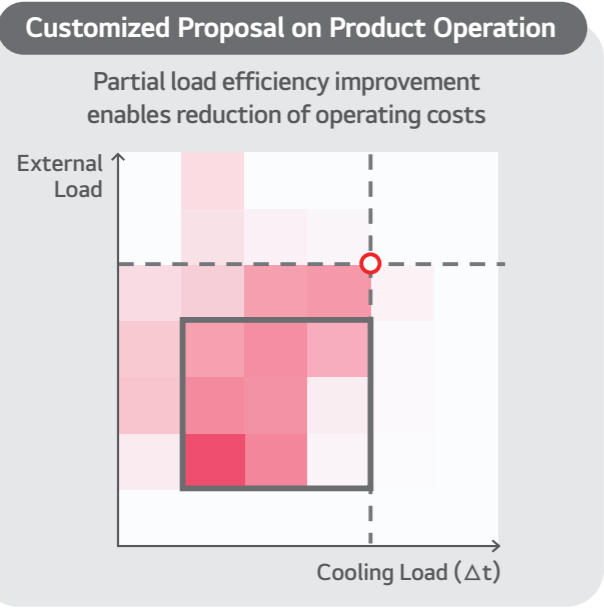 Customized Proposal on Product Operation
Partial load efficiency improvement
enables reduction of operating costs
External
Load
Cooling Load (△t)